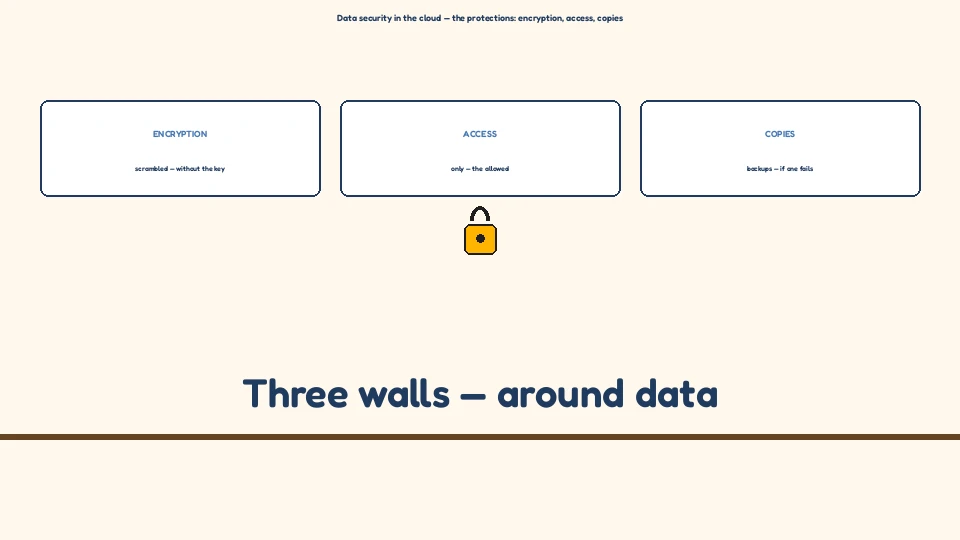 Data security in the cloud — the protections: encryption, access, copies
ENCRYPTION
scrambled — without the key
ACCESS
only — the allowed
COPIES
backups — if one fails
Three walls — around data